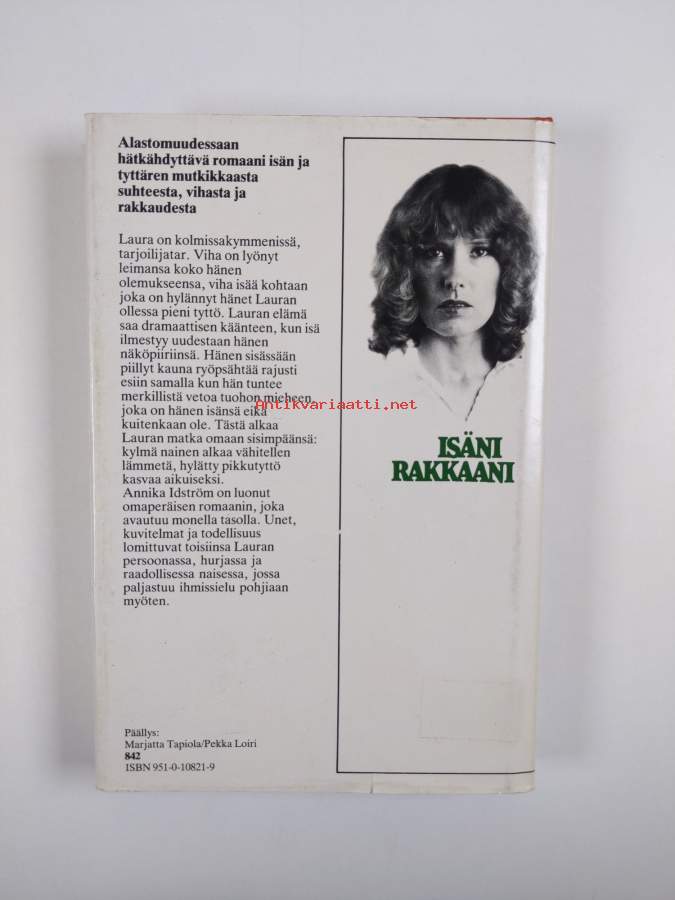 Alastomuudessaan
hätkähdyttävä romaani isän ja
tyttären mutkikkaasta
suhteesta, vihasta ja
rakkaudesta
Laura on kolmissakymmenissä,
tarjoilijatar. Viha on lyönyt
leimansa koko hänen
olemukseensa, viha isää kohtaan
joka on hylännyt hänet Lauran
ollessa pieni tyttö. Lauran elämä
saa dramaattisen käänteen, kun isä
ilmestyy uudestaan hänen
näköpiiriinsä. Hänen sisässään
piillyt kauna ryöpsähtää rajusti
esiin samalla kun hän tuntee
merkillistä vetoa tuohon mieheen
joka on hänen isänsä eikä
kuitenkaan ole. Tästä alkaa
Lauran matka omaan sisimpäänsä:
kylmä nainen alkaa vähitellen
lämmetä, hylätty pikkutyttö
kasvaa aikuiseksi.
Annika Idström on luonut
omaperäisen romaanin, joka
avautuu monella tasolla. Unet,
kuvitelmat ja todellisuus
lomittuvat toisiinsa Lauran
persoonassa, hurjassa ja
raadollisessa naisessa, jossa
paljastuu ihmissielu pohjiaan
myöten.
Päällys:
Marjatta Tapiola/Pekka Loiri
842
ISBN 951-0-10821-9
Antikvariaatti.net
ISÄNI
RAKKAANI